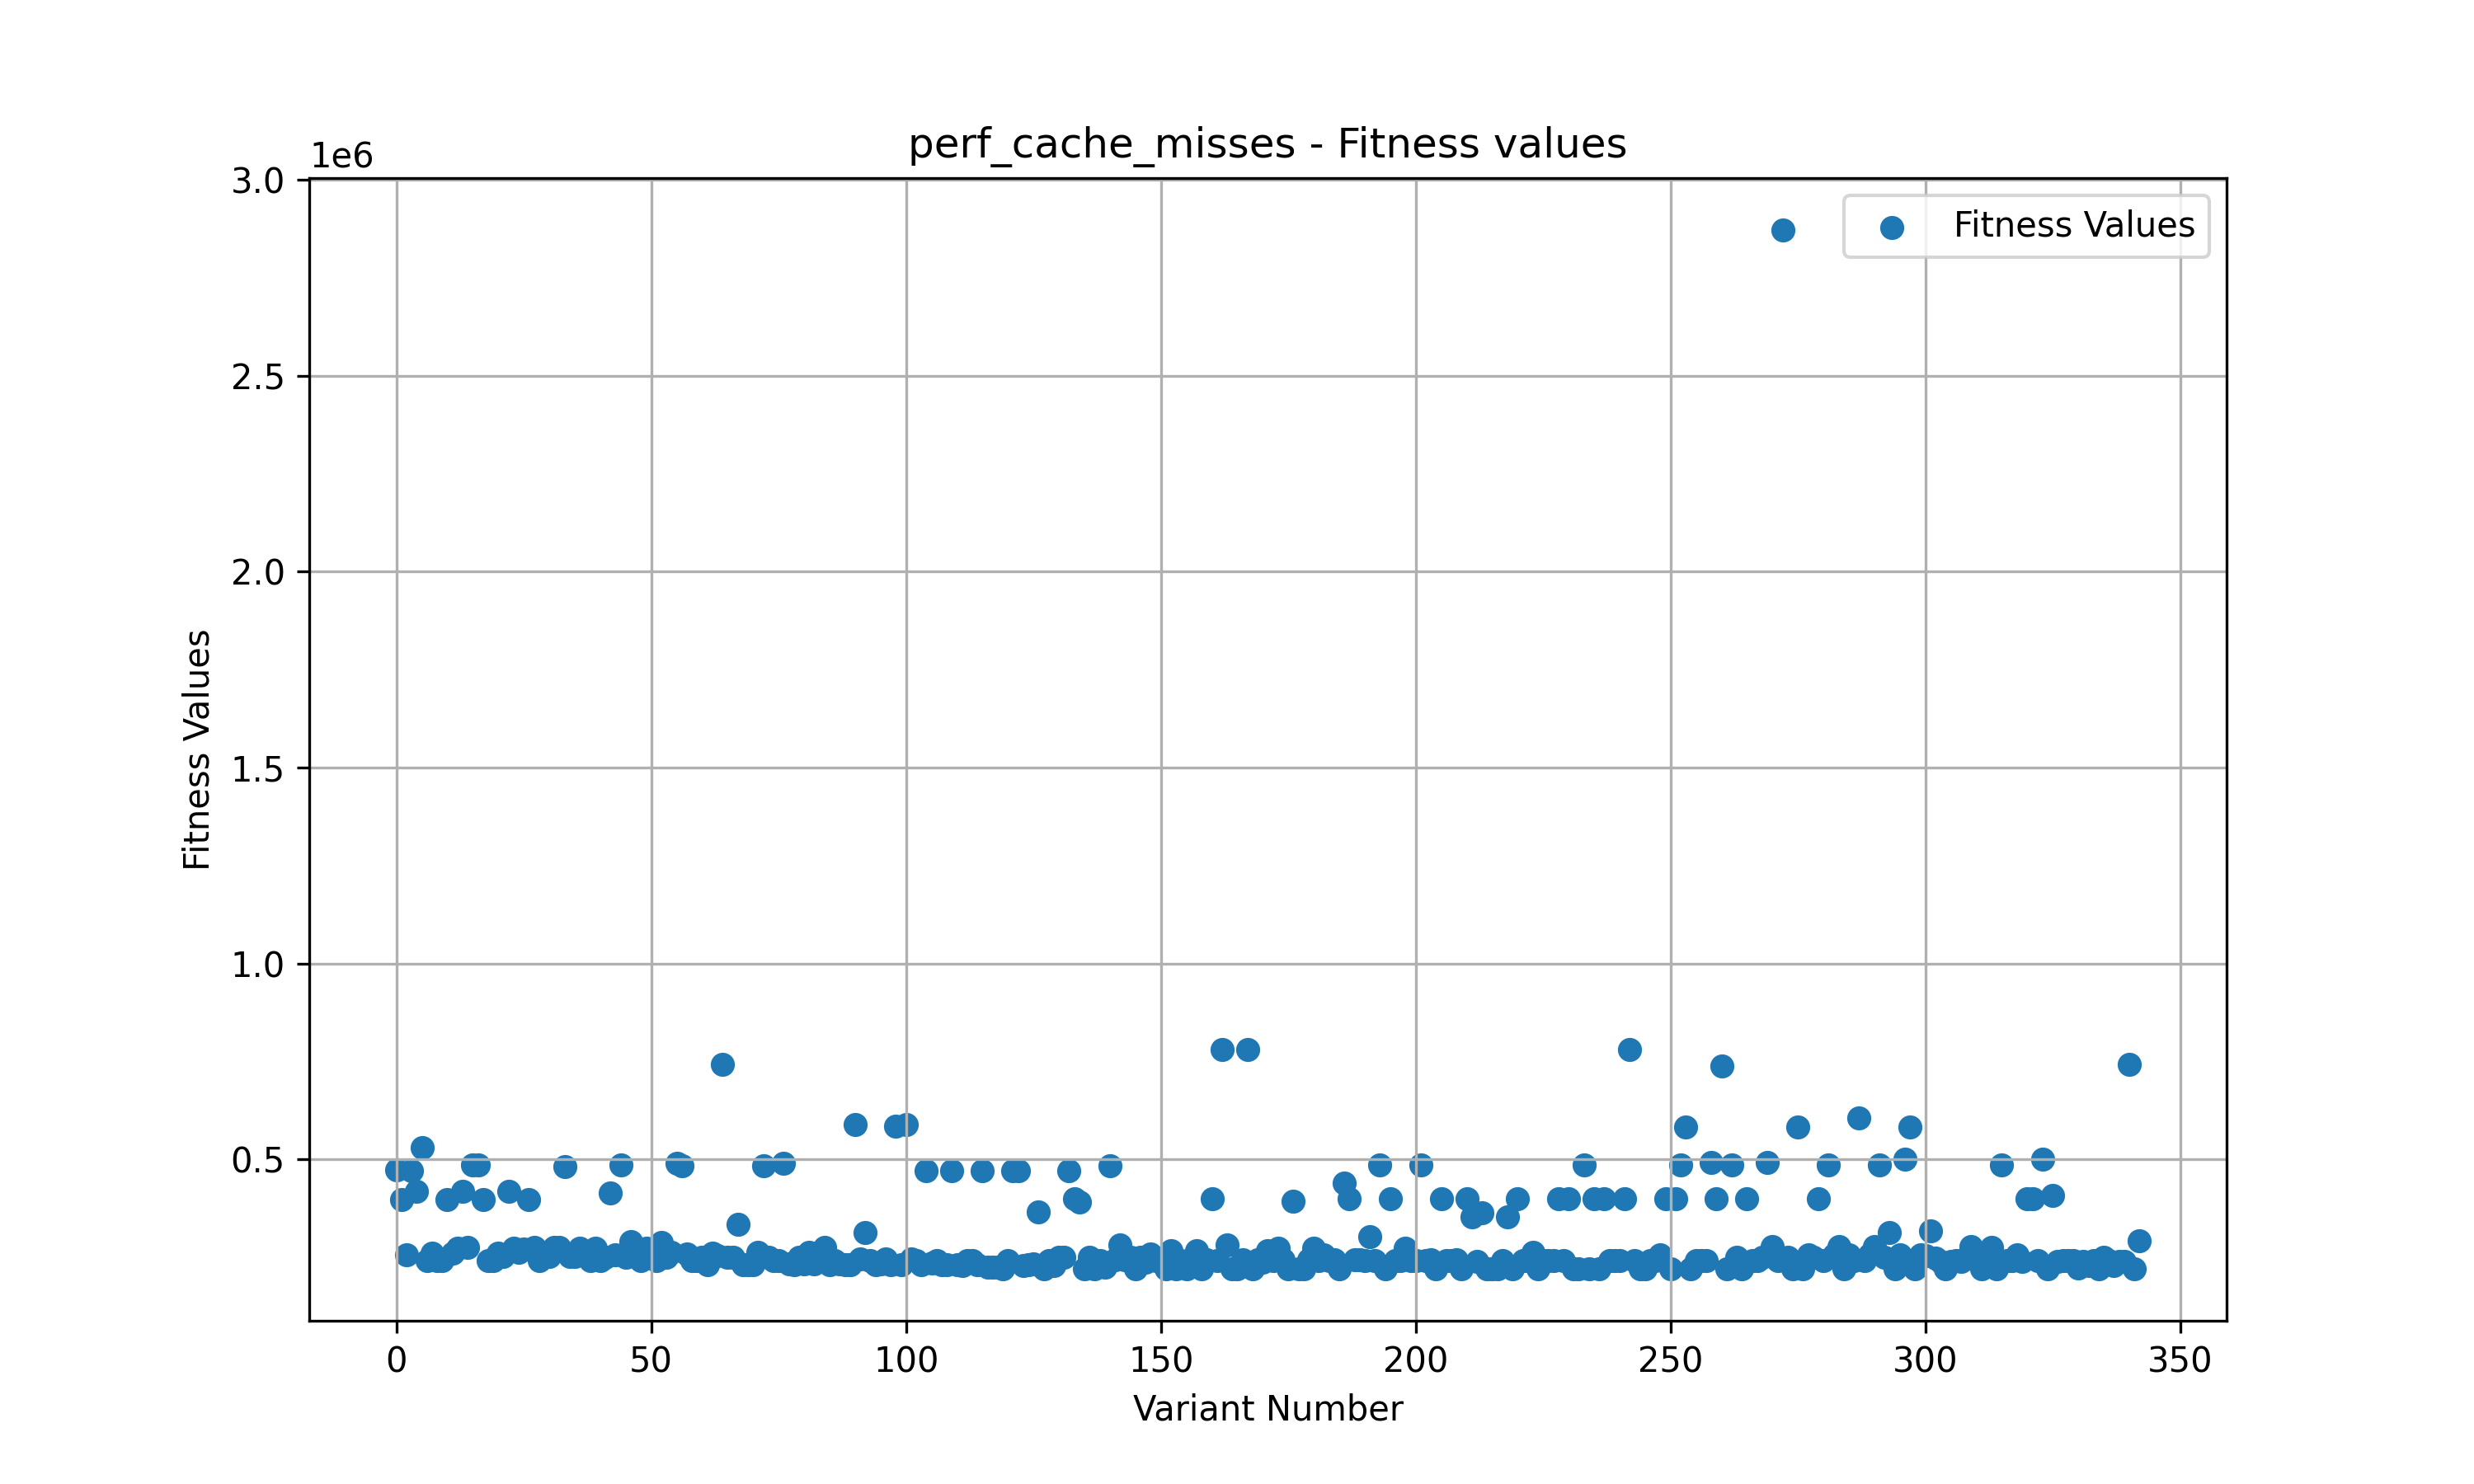 perf_cache_misses - Fitness values
1e6
3.0
2.5
2.0
1.5
1.0
0.5
Fitness Values
Fitness Values
0 50 100 150 200 250 300 350
Variant Number